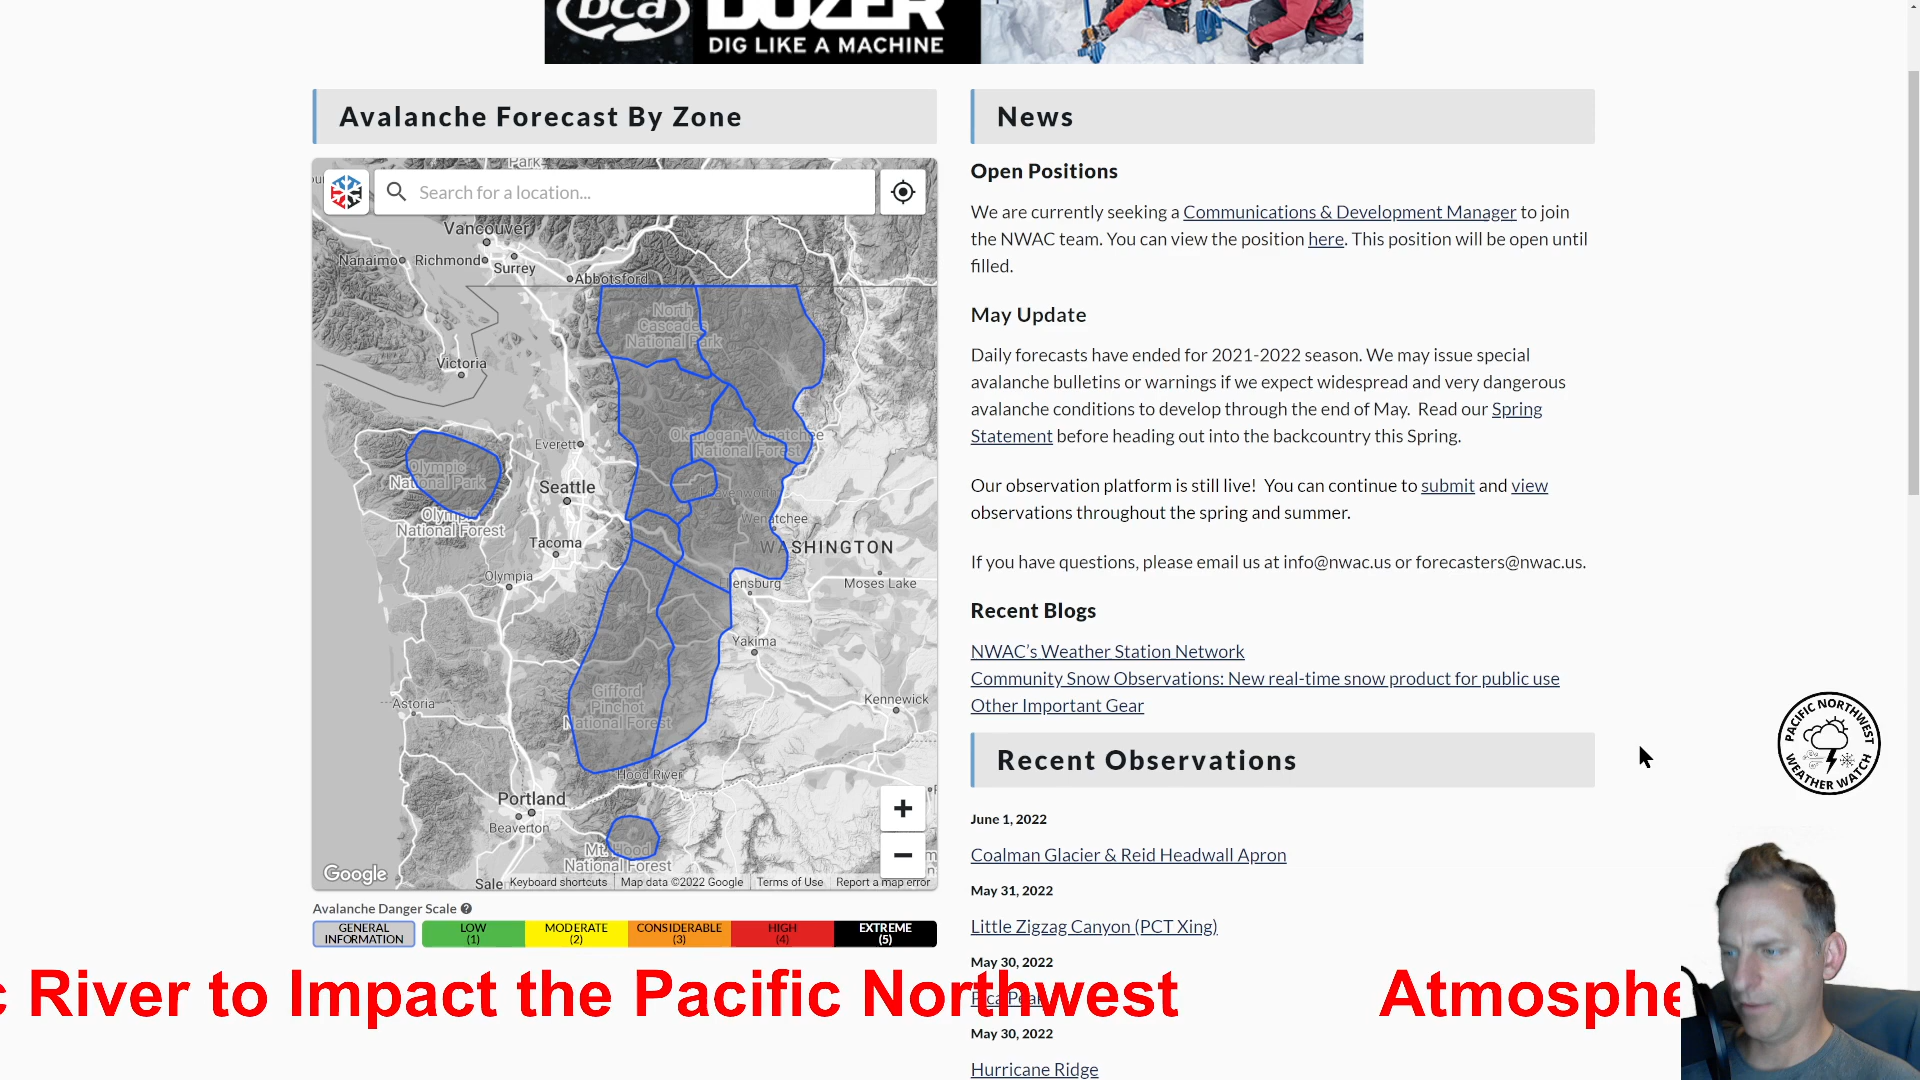 bca
DOZER
DIG LIKE A MACHINE
Avalanche Forecast By Zone
News
Park
Search for a location...
Vancouver
Nanaimo
Richmond
Surrey
Abbotsford
North
Cascades
National Park
Victoria
Everett
Okanogan-Wenatchee
National Forest
Olympic
National Park
Seattle
Leavenworth
Olympic
National Forest
Wenatchee
Tacoma
WASHINGTON
Olympia
Ellensburg
Moses Lake
Yakima
Gifford
Pinchot
National Forest
Astoria
Kennewick
Hood River
Portland
Beaverton
Mt. Hood
National Forest
Google
Sale
Keyboard shortcuts
Map data ©2022 Google
Terms of Use
Report a map error
Avalanche Danger Scale
GENERAL
INFORMATION
LOW
(1)
MODERATE
(2)
CONSIDERABLE
(3)
HIGH
(4)
EXTREME
(5)
Open Positions
We are currently seeking a Communications & Development Manager to join
the NWAC team. You can view the position here. This position will be open until
filled.
May Update
Daily forecasts have ended for 2021-2022 season. We may issue special
avalanche bulletins or warnings if we expect widespread and very dangerous
avalanche conditions to develop through the end of May. Read our Spring
Statement before heading out into the backcountry this Spring.
Our observation platform is still live! You can continue to submit and view
observations throughout the spring and summer.
If you have questions, please email us at info@nwac.us or forecasters@nwac.us.
Recent Blogs
NWAC's Weather Station Network
Community Snow Observations: New real-time snow product for public use
Other Important Gear
Recent Observations
June 1, 2022
Coalman Glacier & Reid Headwall Apron
May 31, 2022
Little Zigzag Canyon (PCT Xing)
May 30, 2022
May 30, 2022
Hurricane Ridge
PACIFIC NORTHWEST
WEATHER WATCH
c River to Impact the Pacific Northwest
Atmosphe